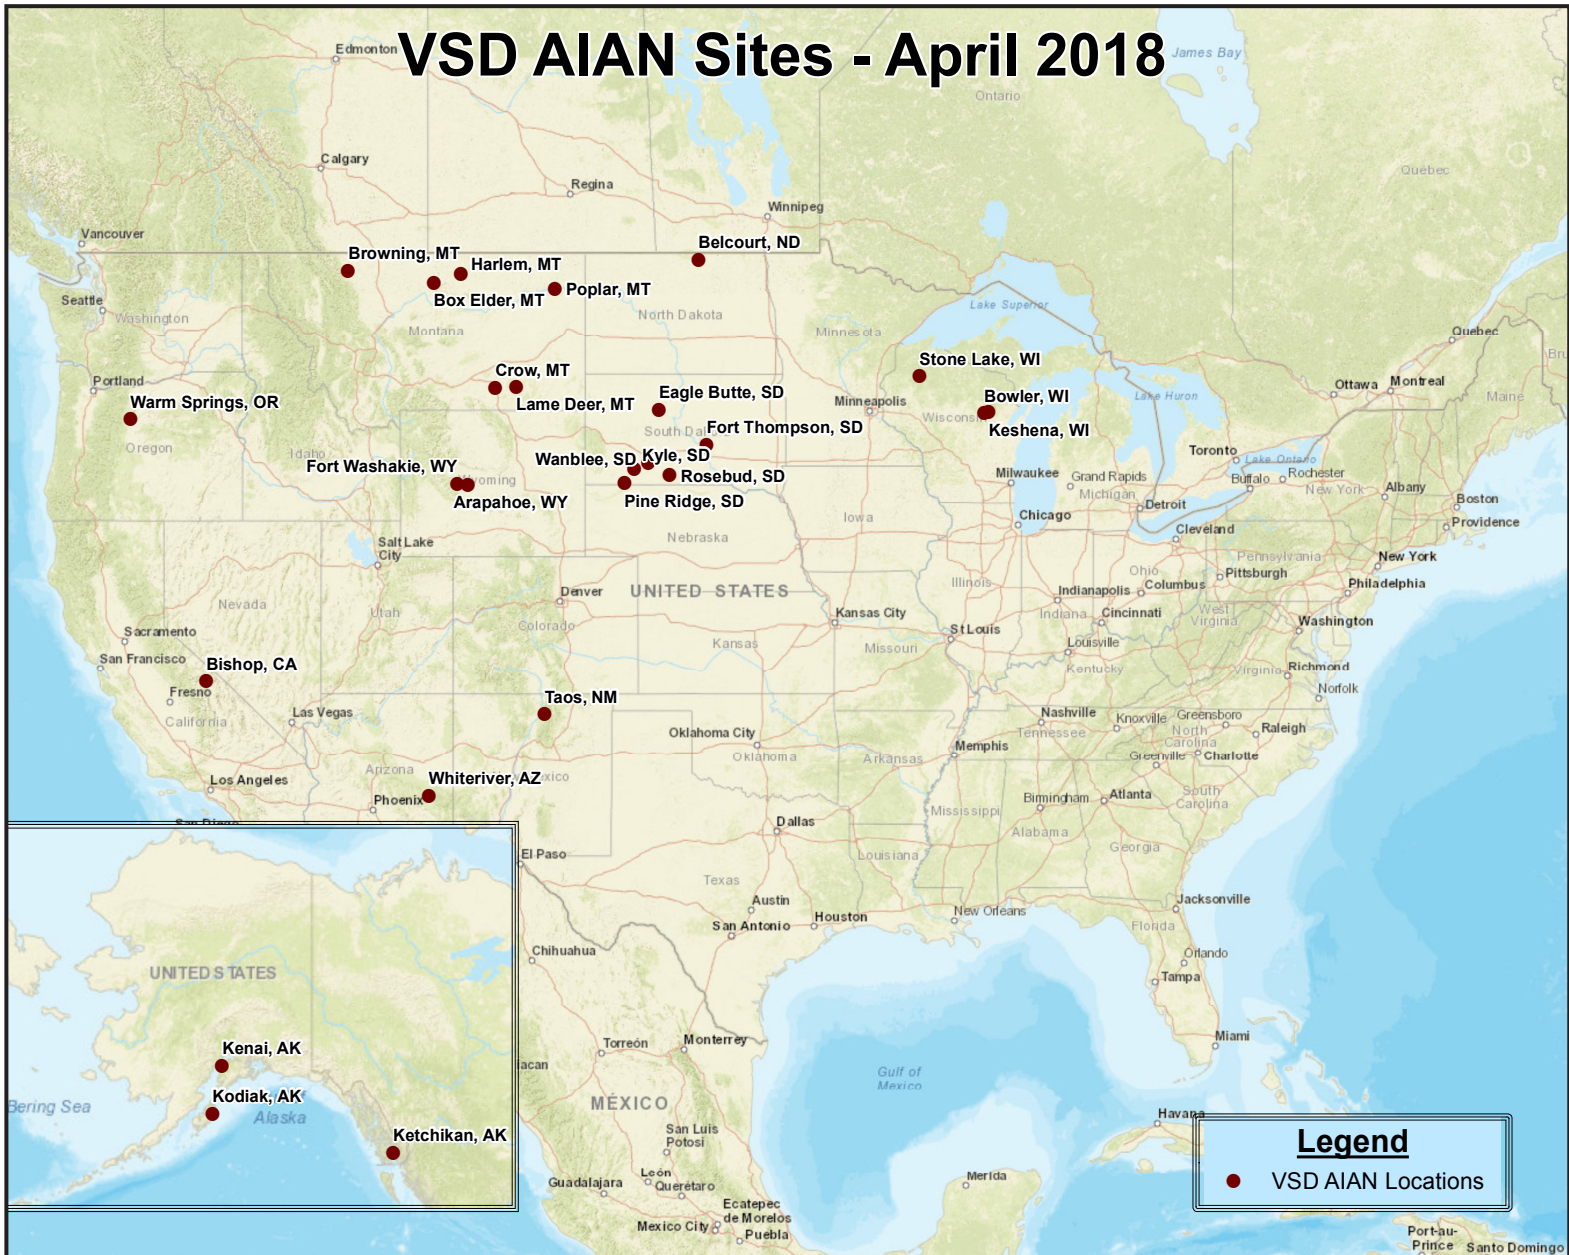 VSD AIAN Sites - April 2018
Edmonton
James Bay
Ontario
Calgary
Quebec
Regina
Winnipeg
Vancouver
Browning, MT
Harlem, MT
Belcourt, ND
Box Elder, MT
Poplar, MT
Seattle
Washington
Montana
North Dakota
Minnesota
Lake Superior
Quebec
Crow, MT
Stone Lake, WI
Portland
Lame Deer, MT
Eagle Butte, SD
Minneapolis
Bowler, WI
Lake Huron
Ottawa
Montreal
Maine
Warm Springs, OR
Wisconsin
Keshena, WI
Oregon
Idaho
South Dakota
Fort Thompson, SD
Toronto
Lake Ontario
Fort Washakie, WY
Wyoming
Wanblee, SD
Kyle, SD
Rosebud, SD
Milwaukee
Grand Rapids
Michigan
Buffalo
Rochester
New York
Albany
Boston
Arapahoe, WY
Pine Ridge, SD
Detroit
Providence
Iowa
Chicago
Cleveland
Salt Lake
City
Nebraska
Pennsylvania
New York
Nevada
Utah
Denver
Colorado
UNITED STATES
Illinois
Indianapolis
Indiana
Ohio
Columbus
Pittsburgh
Philadelphia
Sacramento
San Francisco
Kansas City
Kansas
Missouri
St Louis
Cincinnati
Louisville
Kentucky
West
Virginia
Washington
Virginia
Richmond
Norfolk
Bishop, CA
Fresno
California
Las Vegas
Taos, NM
Oklahoma City
Oklahoma
Arkansas
Memphis
Nashville
Tennessee
Knoxville
Greensboro
North
Carolina
Raleigh
Greenville
Charlotte
Los Angeles
Arizona
Whiteriver, AZ
Phoenix
San Diego
Mississippi
Birmingham
Alabama
Atlanta
Georgia
South
Carolina
Dallas
Louisiana
El Paso
Texas
Austin
San Antonio
Houston
New Orleans
Jacksonville
Florida
Orlando
Tampa
Miami
Chihuahua
UNITED STATES
Kenai, AK
Kodiak, AK
Bering Sea
Alaska
Ketchikan, AK
Torreón
Monterrey
Gulf of
Mexico
MÉXICO
San Luis
Potosí
León
Guadalajara
Querétaro
Mexico City
Ecatepec
de Morelos
Puebla
Merida
Havana
Legend
VSD AIAN Locations
Port-au-
Prince
Santo Domingo